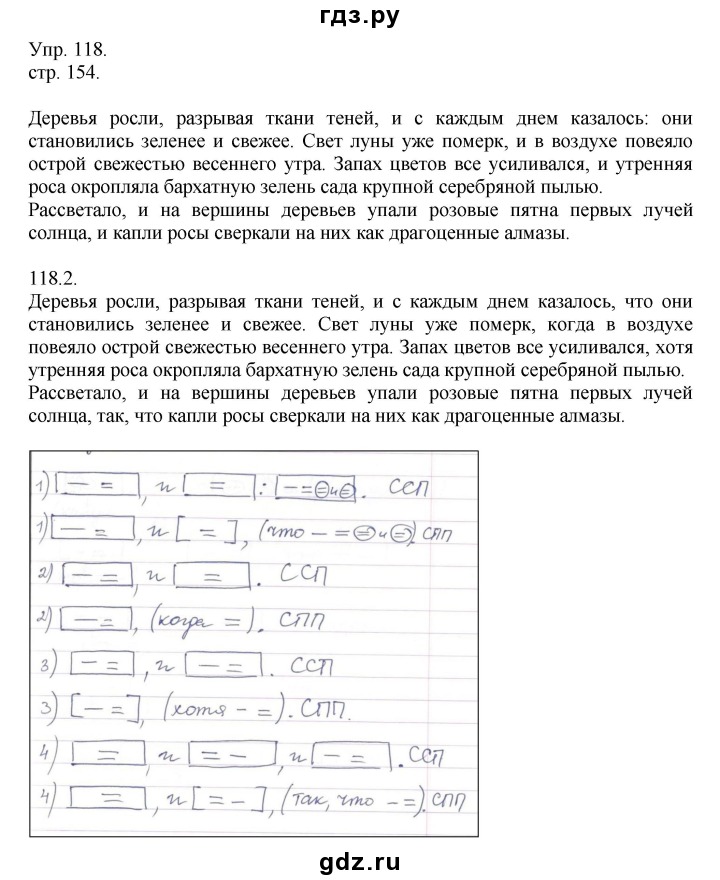 гдз.ру
Упр. 118.
стр. 154.
Деревья росли, разрывая ткани теней, и с каждым днем казалось: они
становились зеленее и свежее. Свет луны уже померк, и в воздухе повеяло
острой свежестью весеннего утра. Запах цветов все усиливался, и утренняя
роса окропляла бархатную зелень сада крупной серебряной пылью.
Рассветало, и на вершины деревьев упали розовые пятна первых лучей
солнца, и капли росы сверкали на них как драгоценные алмазы.
118.2.
Деревья росли, разрывая ткани теней, и с каждым днем казалось, что они
становились зеленее и свежее. Свет луны уже померк, когда в воздухе
повеяло острой свежестью весеннего утра. Запах цветов все усиливался, хотя
утренняя роса окропляла бархатную зелень сада крупной серебряной пылью.
Рассветало, и на вершины деревьев упали розовые пятна первых лучей
солнца, так, что капли росы сверкали на них как драгоценные алмазы.
1) [— =], и [=] : [— = = и =]. ССП
1) [— =], и [=], (что — = = и =). СПП
2) [— =], и [=]. ССП
2) [— =], (когда =). СПП
3) [— =], и [— =]. ССП
3) [— =], (хотя — =). СПП.
4) [=], и [= —], и [— =]. ССП
4) [=], и [= —], (так, что — =). СПП
gdz.ru